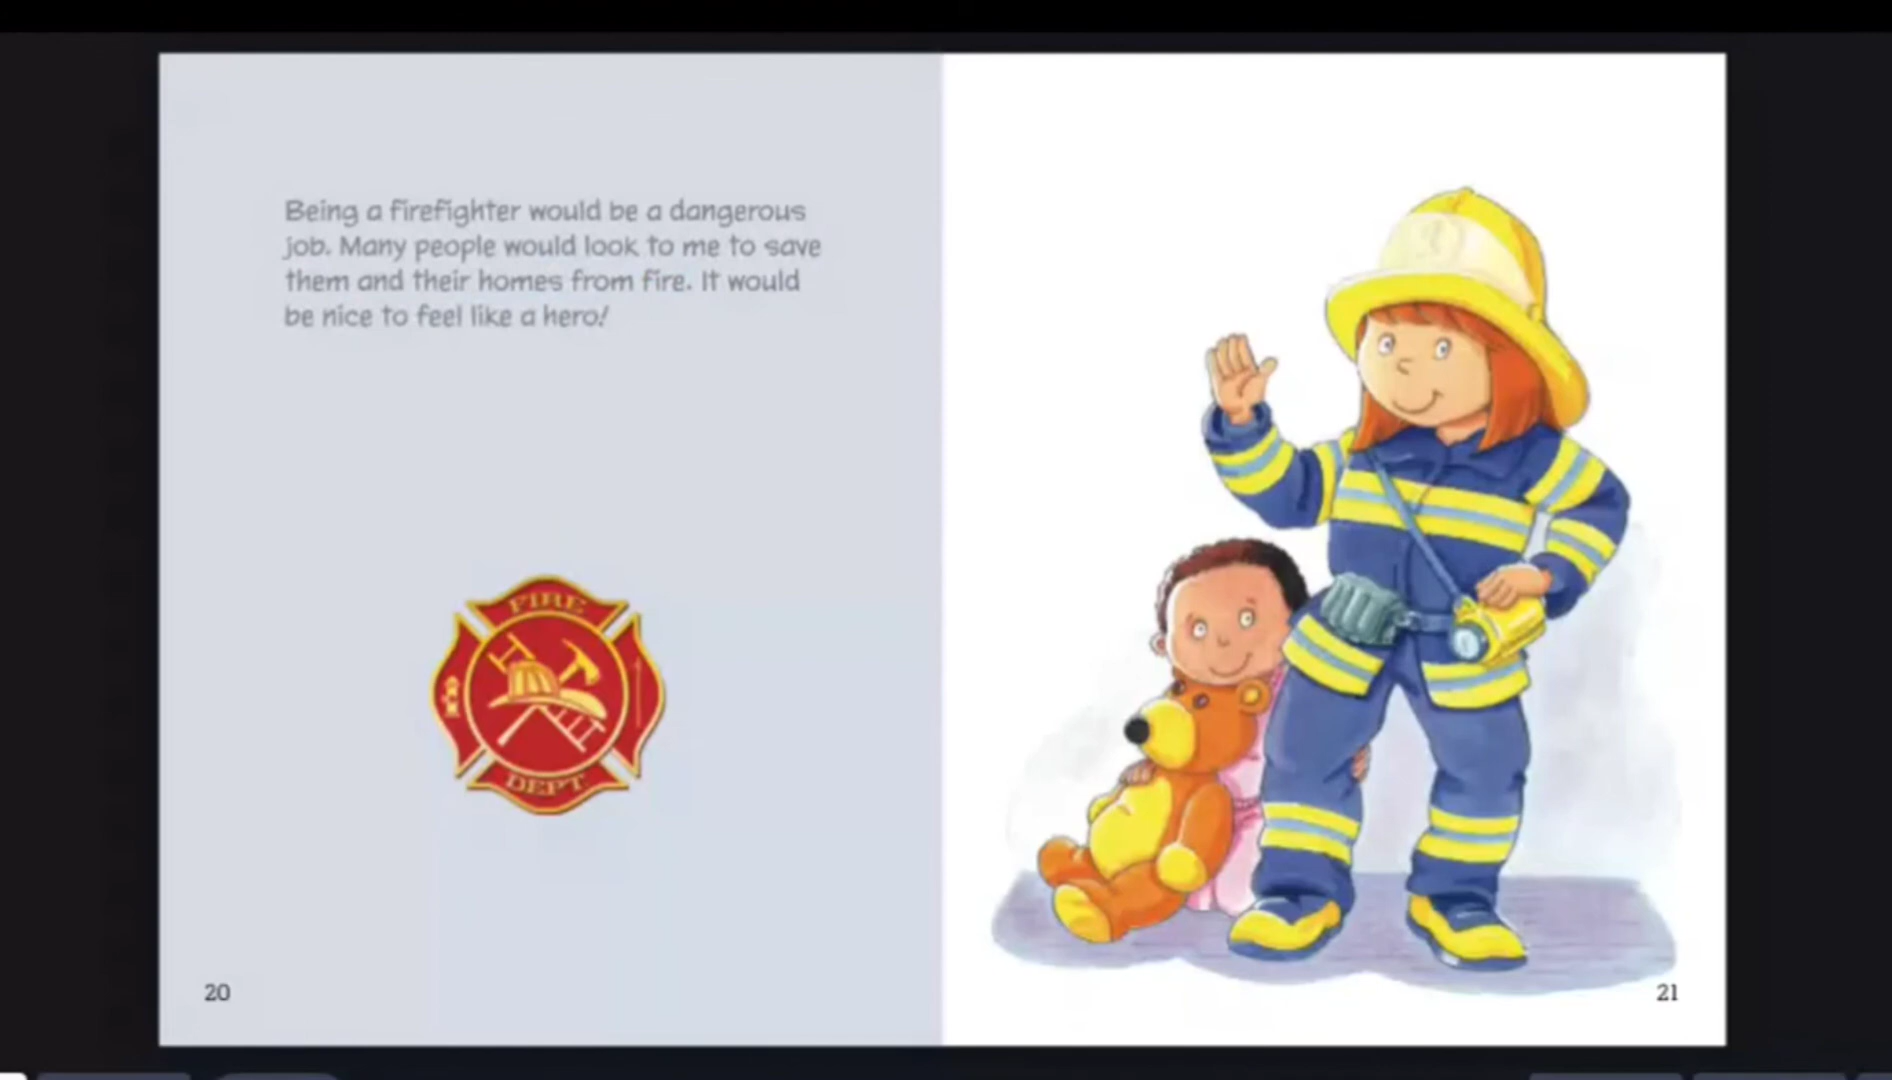 Being a firefighter would be a dangerous
job. Many people would look to me to save
them and their homes from fire. It would
be nice to feel like a hero!
FIRE
DEPT
20
21